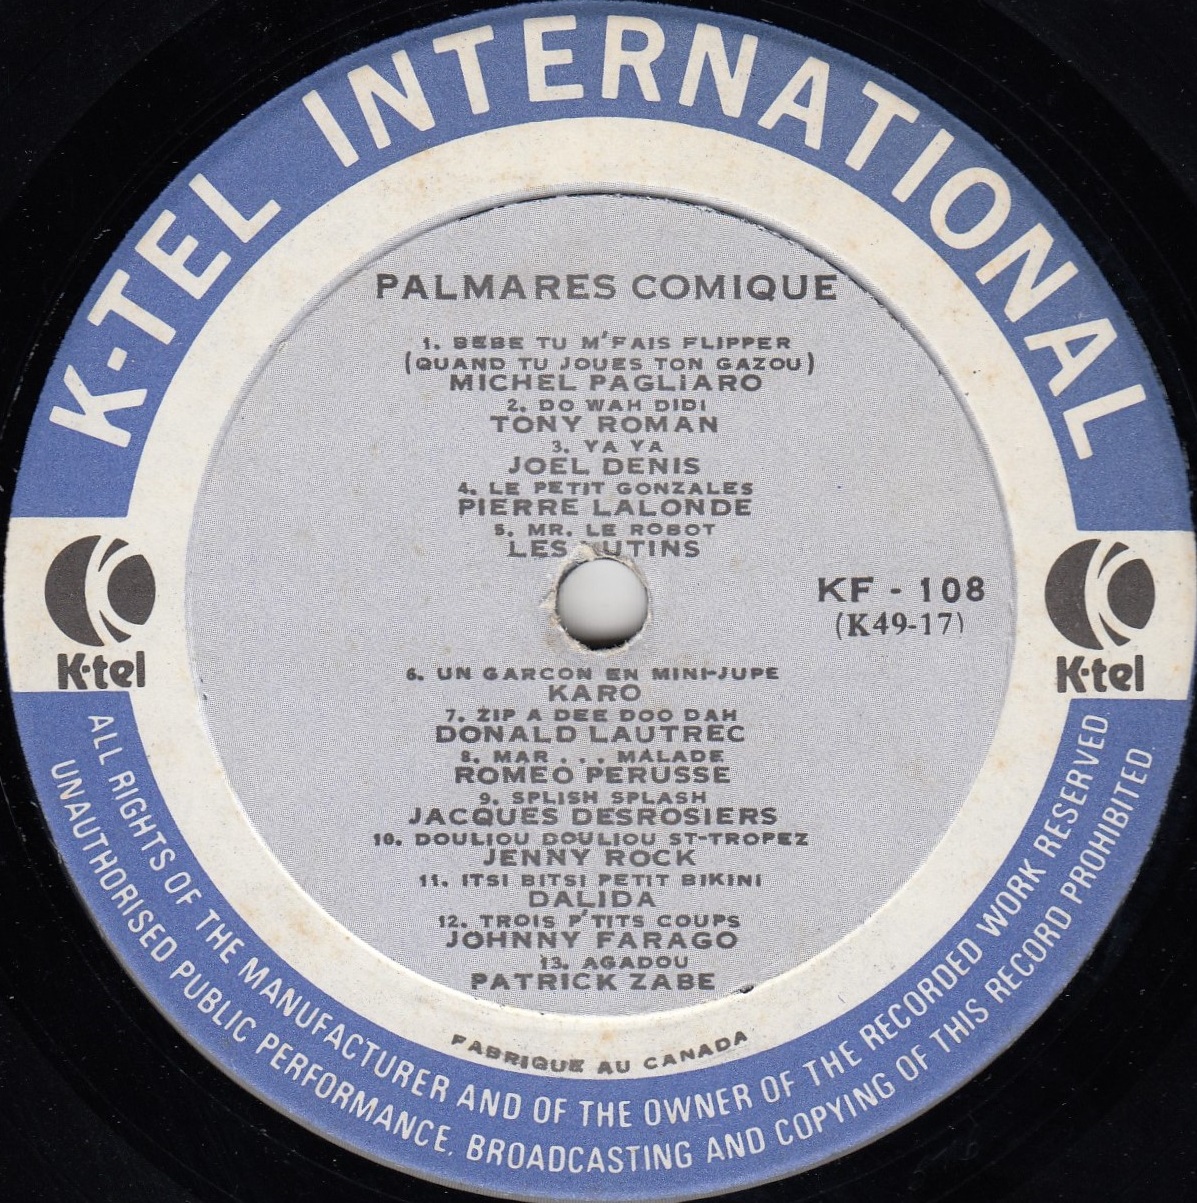 K-TEL INTERNATIONAL
PALMARES COMIQUE
1. BEBE TU M'FAIS FLIPPER
(QUAND TU JOUES TON GAZOU)
MICHEL PAGLIARO
2. DO WAH DIDI
TONY ROMAN
3. YA YA
JOEL DENIS
4. LE PETIT GONZALES
PIERRE LALONDE
5. MR. LE ROBOT
LES
KF - 108
(K49-17)
K-tel
K-tel
6. UN GARCON EN MINI-JUPE
KARO
7. ZIP A DEE DOO DAH
DONALD LAUTREC
8. MAR . . . MALADE
ROMEO PERUSSE
9. SPLISH SPLASH
JACQUES DESROSIERS
10. DOULIOU DOULIOU ST-TROPEZ
JENNY ROCK
11. ITSI BITSI PETIT BIKINI
DALIDA
12. TROIS P'TITS COUPS
JOHNNY FARAGO
13. AGADOU
PATRICK ZABE
FABRIQUE AU CANADA
ALL RIGHTS OF THE MANUFACTURER AND OF THE OWNER OF THE RECORDED WORK RESERVED.
UNAUTHORISED PUBLIC PERFORMANCE, BROADCASTING AND COPYING OF THIS RECORD PROHIBITED.